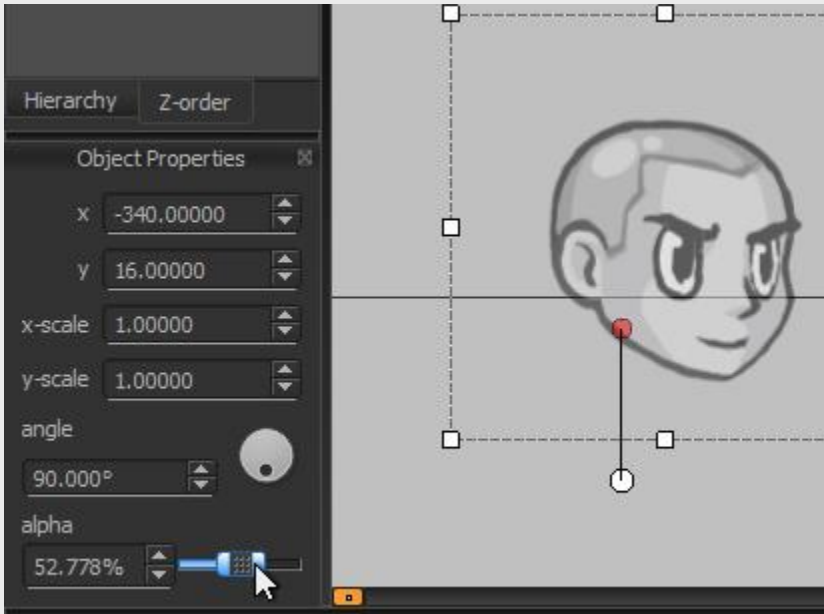 Hierarchy Z-order
Object Properties
x -340.00000
y 16.00000
x-scale 1.00000
y-scale 1.00000
angle
90.000°
alpha
52.778%